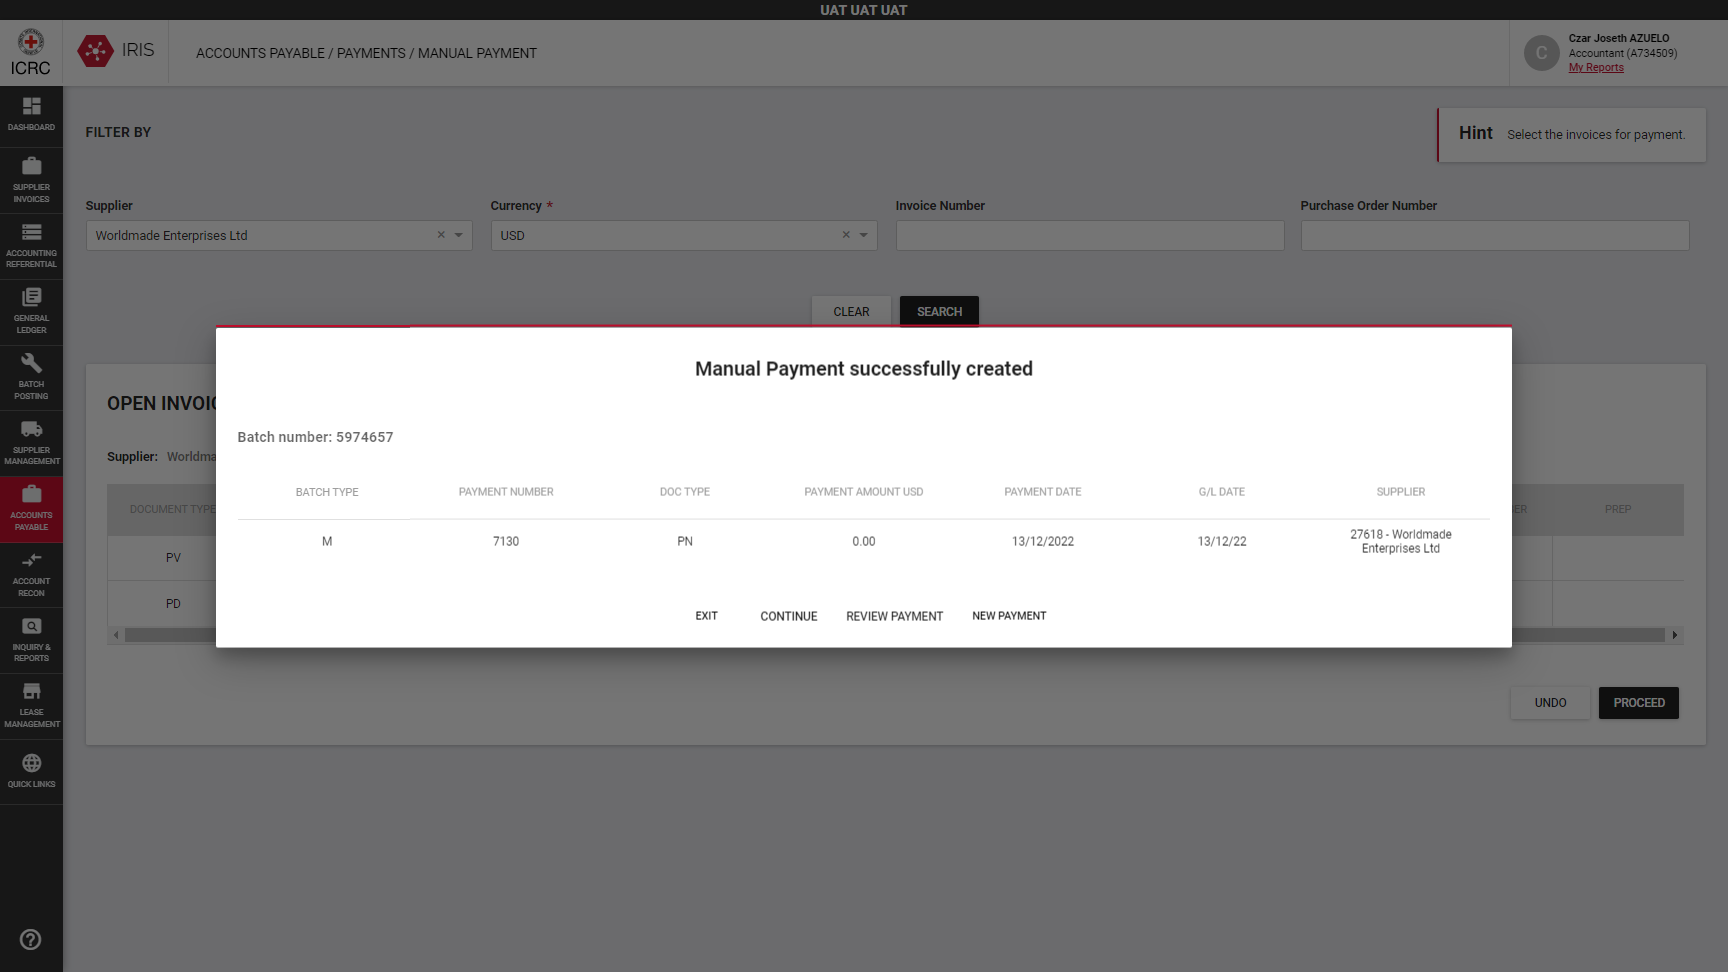 UAT UAT UAT
ICRC
IRIS
ACCOUNTS PAYABLE / PAYMENTS / MANUAL PAYMENT
C
Czar Joseth AZUELO
Accountant (A734509)
My Reports
DASHBOARD
SUPPLIER
INVOICES
ACCOUNTING
REFERENTIAL
GENERAL
LEDGER
BATCH
POSTING
SUPPLIER
MANAGEMENT
ACCOUNTS
PAYABLE
ACCOUNT
RECON
INQUIRY &
REPORTS
LEASE
MANAGEMENT
QUICK LINKS
FILTER BY
Hint Select the invoices for payment.
Supplier Currency * Invoice Number Purchase Order Number
Worldmade Enterprises Ltd × USD ×
CLEAR SEARCH
OPEN INVOIC
Supplier: Worldma
DOCUMENT TYPE ER PREP
PV
PD
Manual Payment successfully created
Batch number: 5974657
BATCH TYPE PAYMENT NUMBER DOC TYPE PAYMENT AMOUNT USD PAYMENT DATE G/L DATE SUPPLIER
M 7130 PN 0.00 13/12/2022 13/12/22 27618 - Worldmade
Enterprises Ltd
EXIT CONTINUE REVIEW PAYMENT NEW PAYMENT
UNDO PROCEED